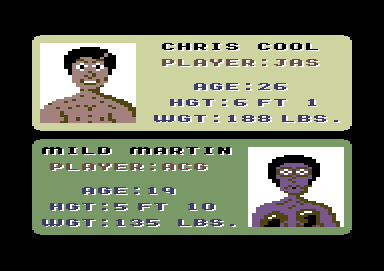 CHRIS COOL
PLAYER:JAS
AGE:26
HGT:6 FT 1
WGT:188 LBS.
MILD MARTIN
PLAYER:ACG
AGE:19
HGT:5 FT 10
WGT:135 LBS.